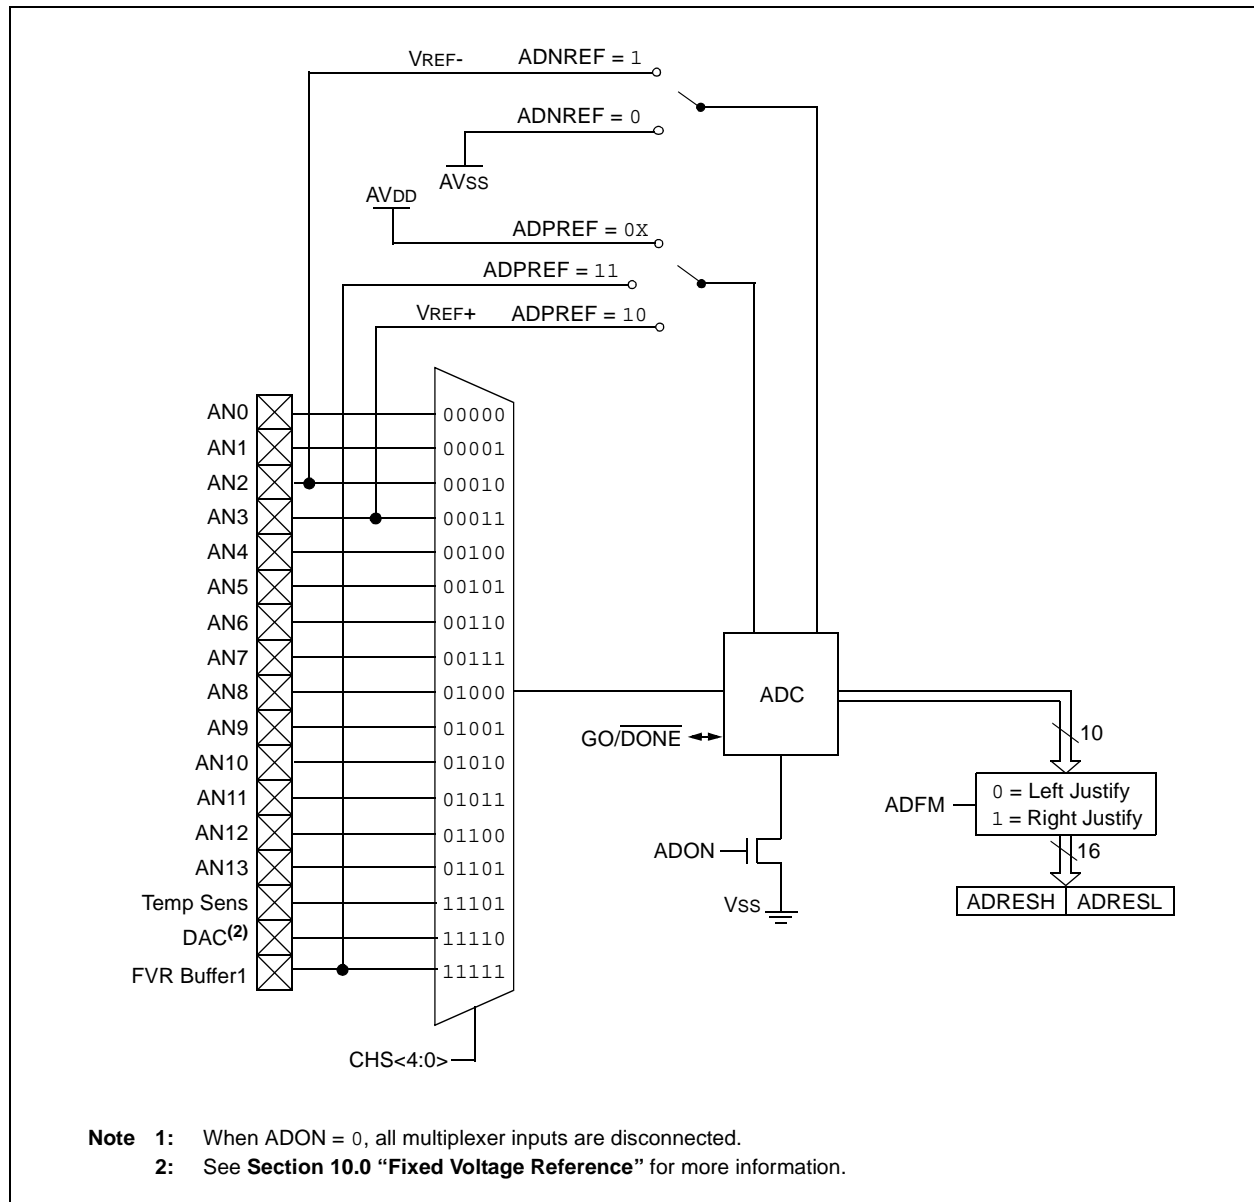 VREF- ADNREF = 1
ADNREF = 0
AVSS
AVDD
ADPREF = 0X
ADPREF = 11
VREF+ ADPREF = 10
AN0 00000
AN1 00001
AN2 00010
AN3 00011
AN4 00100
AN5 00101
AN6 00110
AN7 00111
AN8 01000
ADC
AN9 01001
GO/DONE
10
AN10 01010
AN11 01011
ADFM
0 = Left Justify
1 = Right Justify
AN12 01100
ADON
16
AN13 01101
Temp Sens 11101
VSS
ADRESH ADRESL
DAC(2) 11110
FVR Buffer1 11111
CHS<4:0>
Note 1: When ADON = 0, all multiplexer inputs are disconnected.
2: See Section 10.0 “Fixed Voltage Reference” for more information.